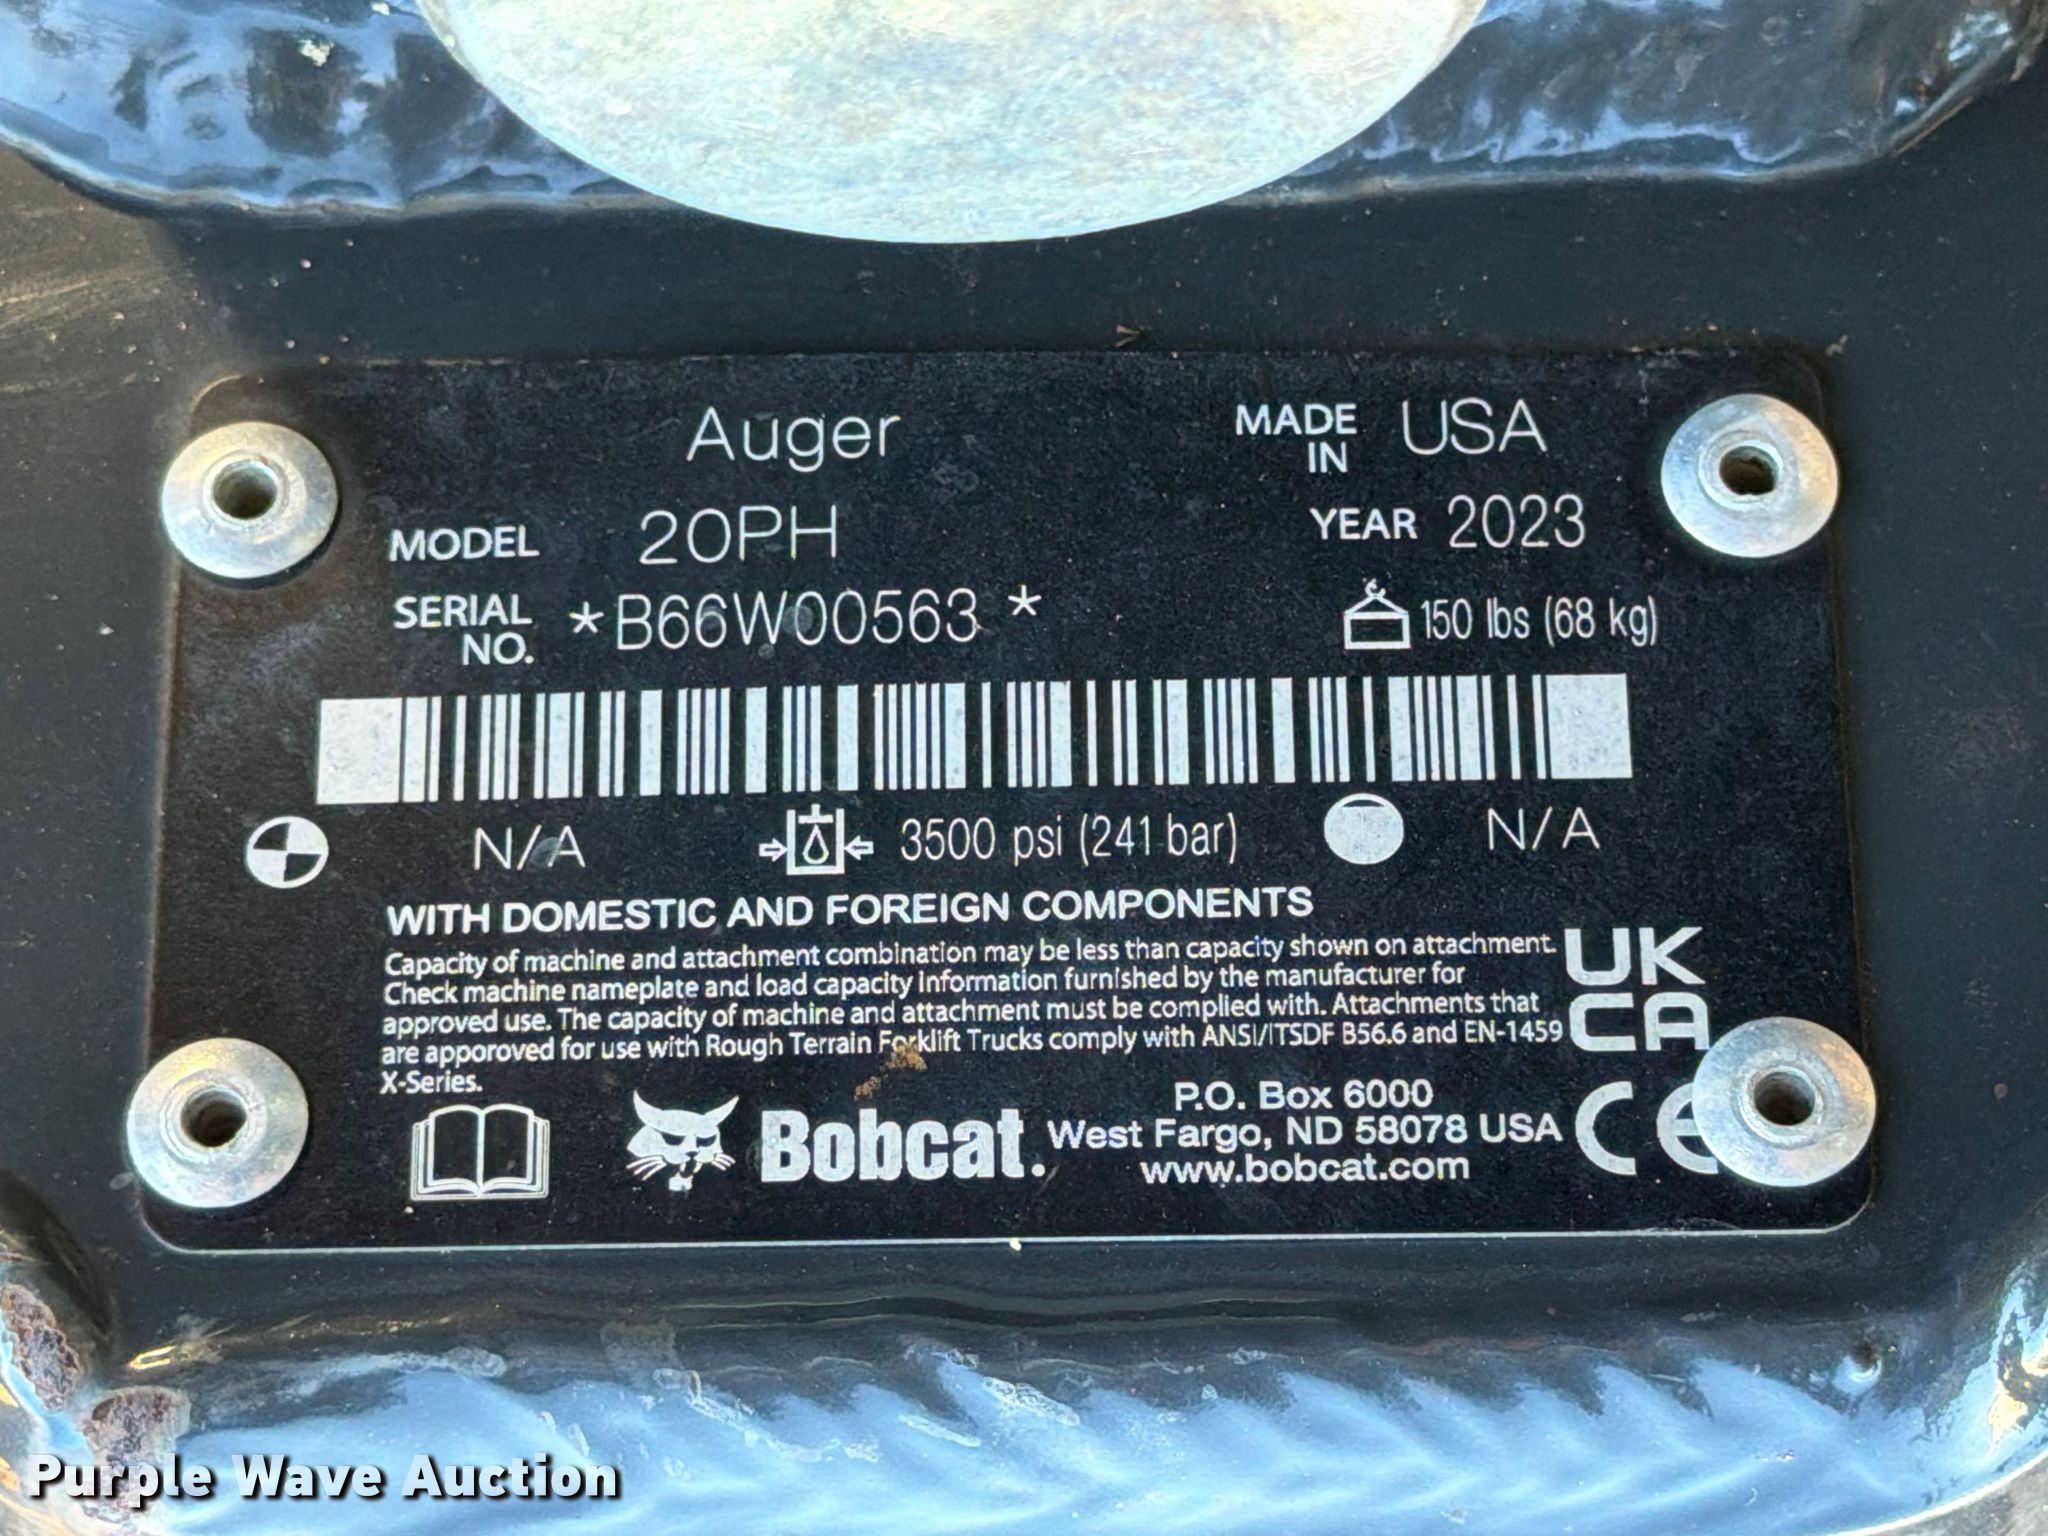 Auger
MADE IN USA
MODEL 20PH
YEAR 2023
SERIAL NO. *B66W00563*
150 lbs (68 kg)
N/A
3500 psi (241 bar)
N/A
WITH DOMESTIC AND FOREIGN COMPONENTS
Capacity of machine and attachment combination may be less than capacity shown on attachment.
Check machine nameplate and load capacity information furnished by the manufacturer for
approved use. The capacity of machine and attachment must be complied with. Attachments that
are apporoved for use with Rough Terrain Forklift Trucks comply with ANSI/ITSDF B56.6 and EN-1459
X-Series.
UK
CA
Bobcat.
P.O. Box 6000
West Fargo, ND 58078 USA
www.bobcat.com
CE
Purple Wave Auction